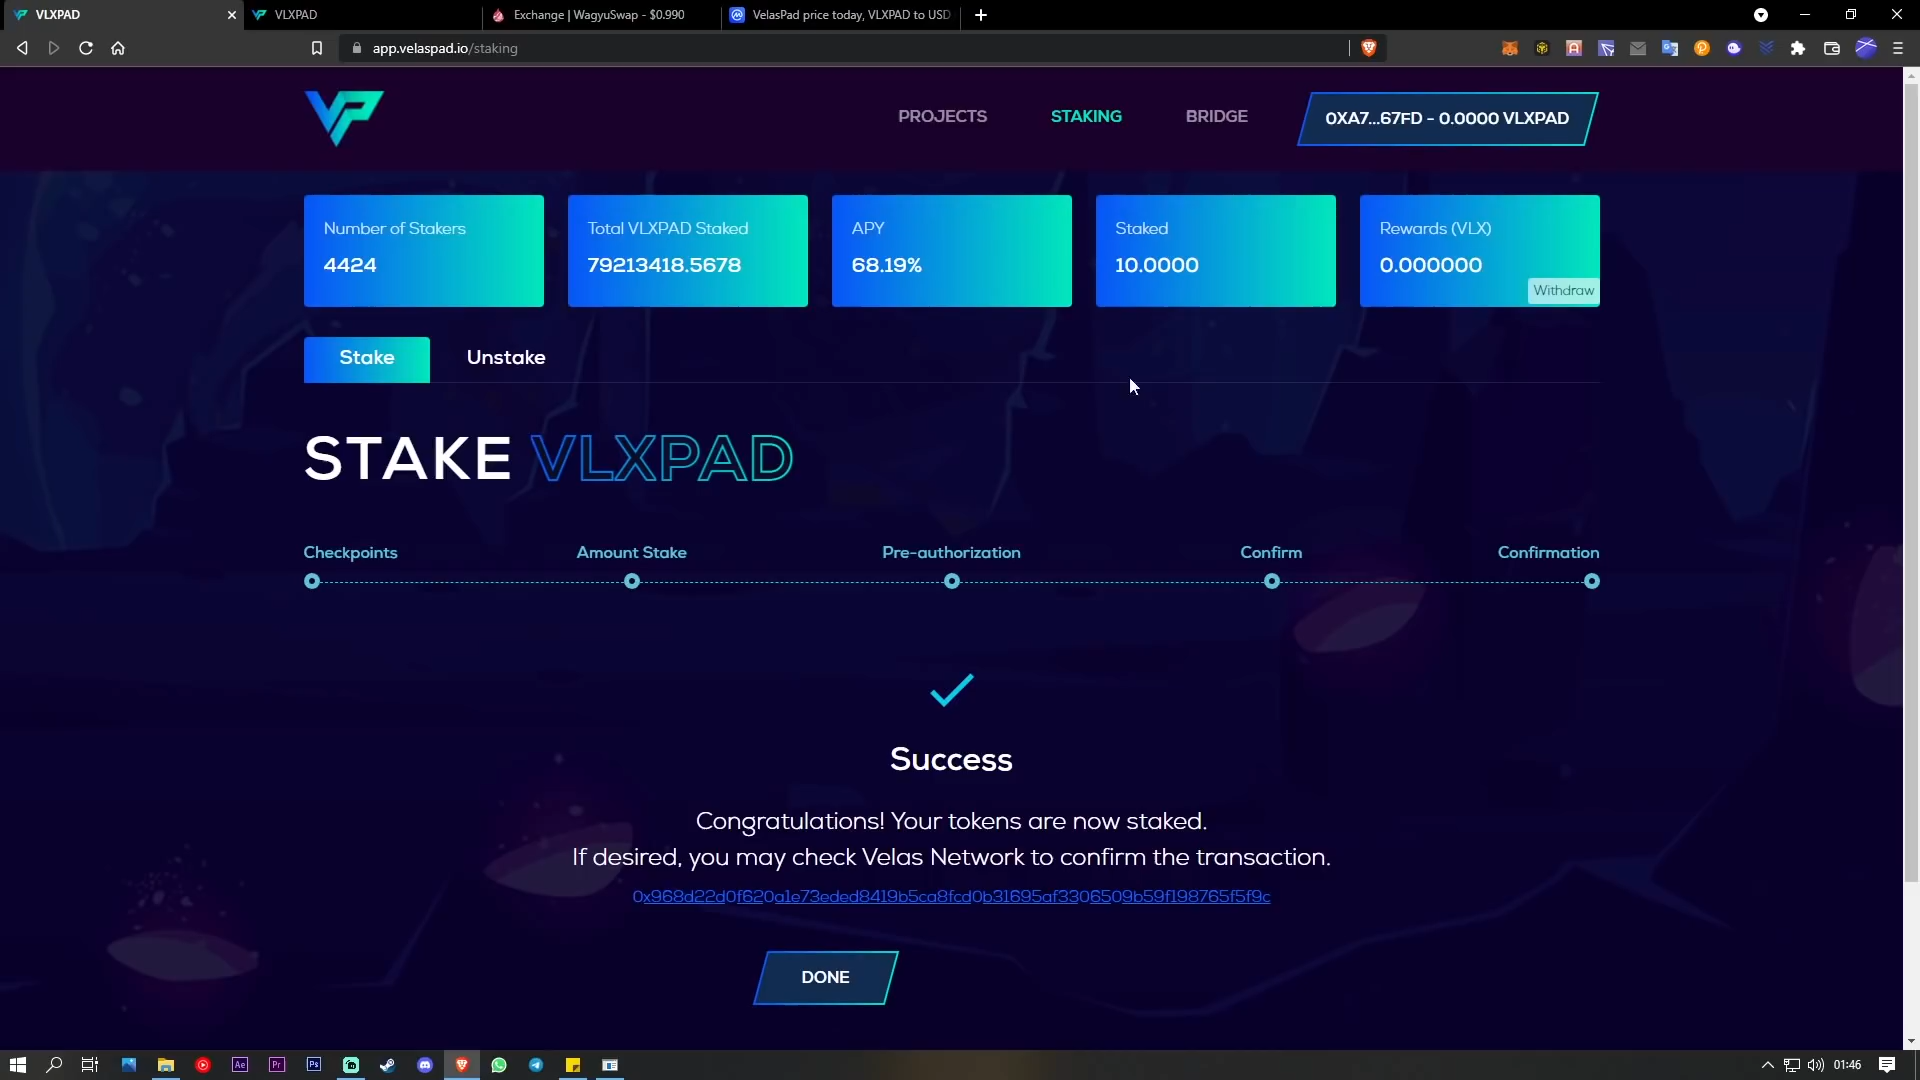 VLXPAD
VLXPAD
Exchange | WagyuSwap - $0.990
VelasPad price today, VLXPAD to USD
app.velaspad.io/staking
VP
PROJECTS
STAKING
BRIDGE
0XA7...67FD - 0.0000 VLXPAD
Number of Stakers
4424
Total VLXPAD Staked
79213418.5678
APY
68.19%
Staked
10.0000
Rewards (VLX)
0.000000
Withdraw
Stake
Unstake
STAKE VLXPAD
Checkpoints
Amount Stake
Pre-authorization
Confirm
Confirmation
Success
Congratulations! Your tokens are now staked.
If desired, you may check Velas Network to confirm the transaction.
0x968d22d0f620a1e73eded8419b5ca8fcd0b31695af3306509b59f198765f5f9c
DONE
Ae
Pr
Ps
01:46